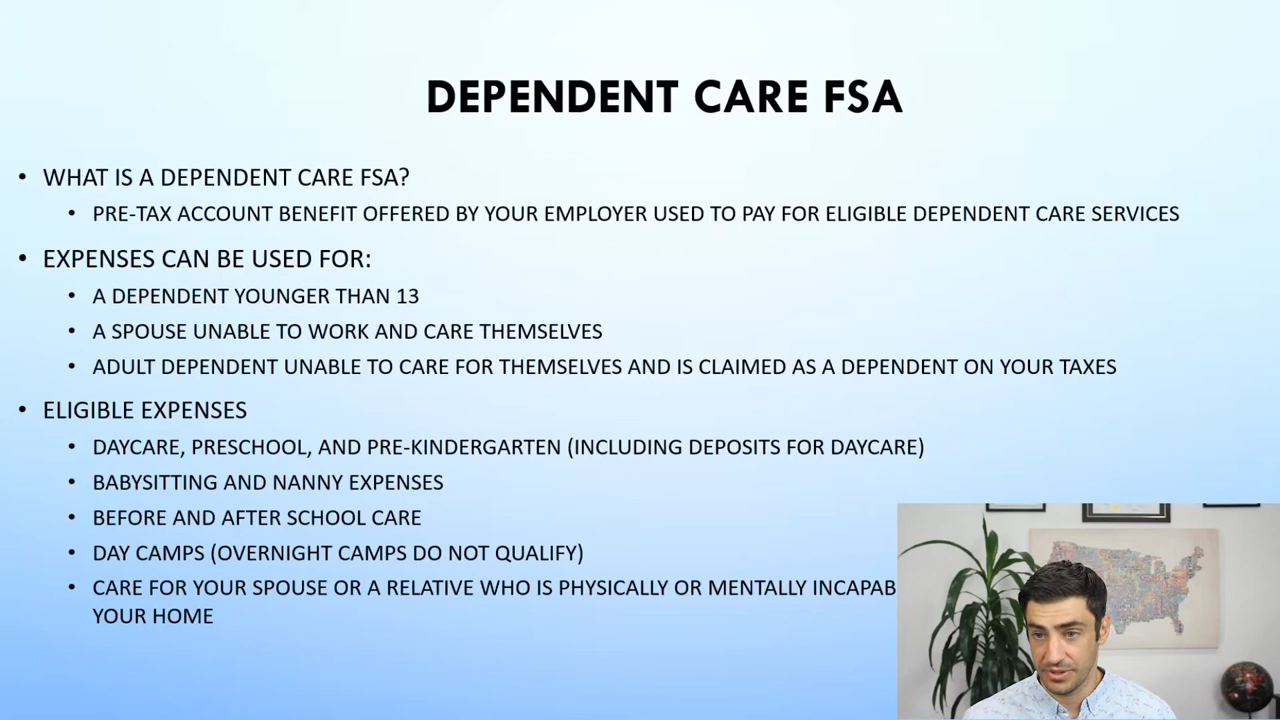 DEPENDENT CARE FSA
• WHAT IS A DEPENDENT CARE FSA?
• PRE-TAX ACCOUNT BENEFIT OFFERED BY YOUR EMPLOYER USED TO PAY FOR ELIGIBLE DEPENDENT CARE SERVICES
• EXPENSES CAN BE USED FOR:
• A DEPENDENT YOUNGER THAN 13
• A SPOUSE UNABLE TO WORK AND CARE THEMSELVES
• ADULT DEPENDENT UNABLE TO CARE FOR THEMSELVES AND IS CLAIMED AS A DEPENDENT ON YOUR TAXES
• ELIGIBLE EXPENSES
• DAYCARE, PRESCHOOL, AND PRE-KINDERGARTEN (INCLUDING DEPOSITS FOR DAYCARE)
• BABYSITTING AND NANNY EXPENSES
• BEFORE AND AFTER SCHOOL CARE
• DAY CAMPS (OVERNIGHT CAMPS DO NOT QUALIFY)
• CARE FOR YOUR SPOUSE OR A RELATIVE WHO IS PHYSICALLY OR MENTALLY INCAPAB
YOUR HOME